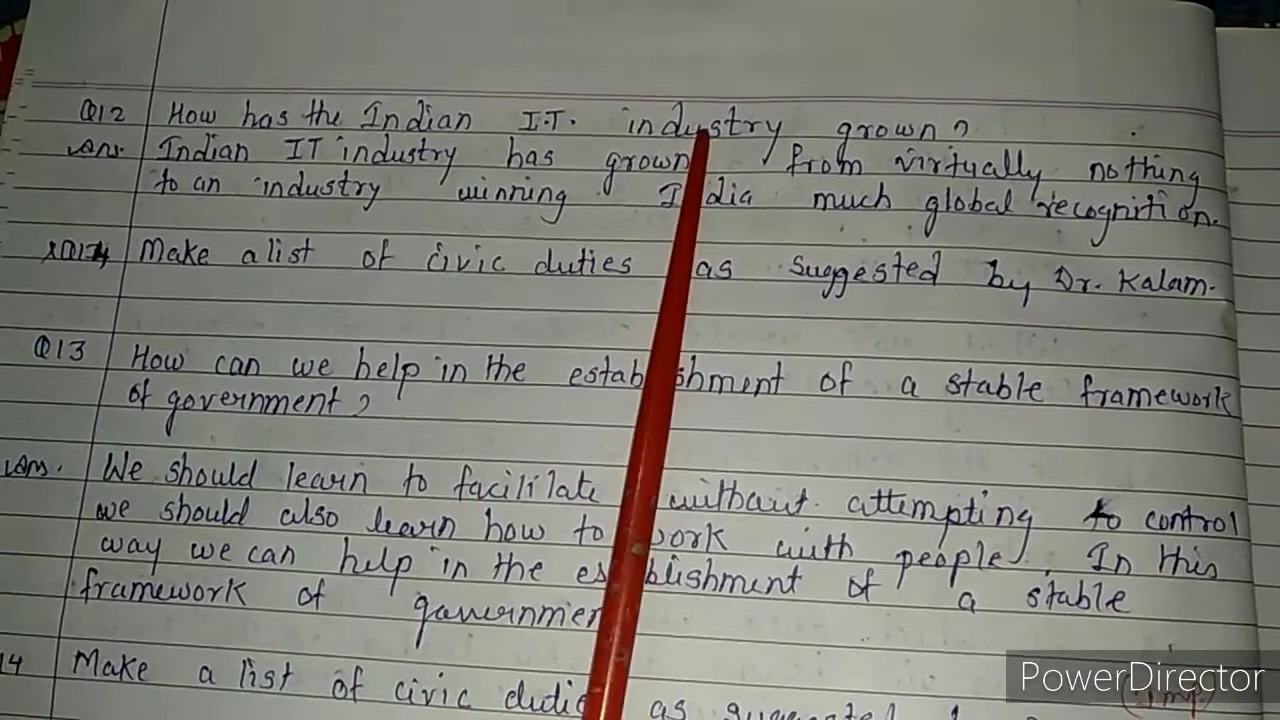 Q12 How has the Indian I.T. industry grown?
Ans. Indian IT industry has grown from virtually nothing
to an industry winning India much global recognition.
Q14 Make a list of civic duties as suggested by Dr. Kalam.
Q13 How can we help in the establishment of a stable framework
of government?
Ans. We should learn to facililate without attempting to control
we should also learn how to work with people. In this
way we can help in the establishment of a stable
framework of government
14 Make a list of civic duties as suggested
PowerDirector